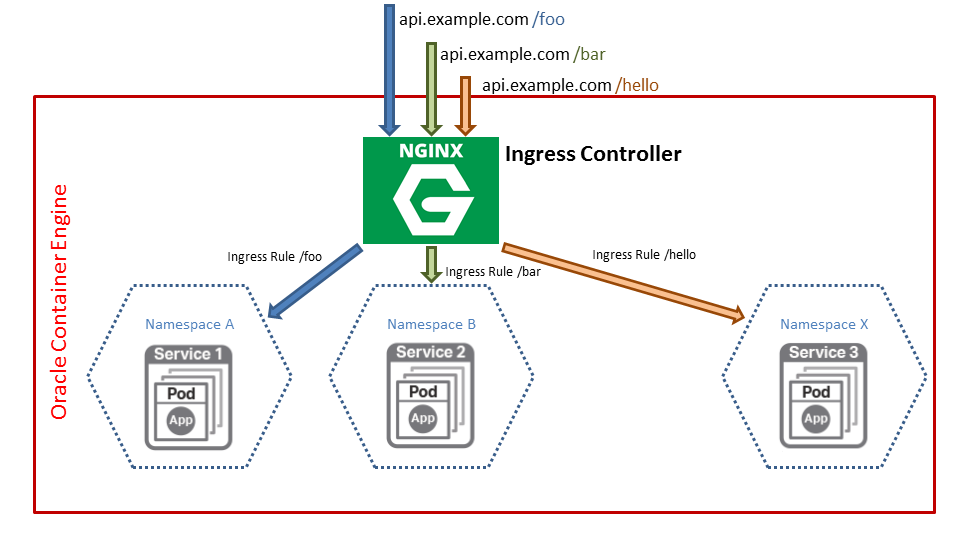 api.example.com /foo
api.example.com /bar
api.example.com /hello
NGINX
Ingress Controller
Oracle Container Engine
Ingress Rule /foo
Ingress Rule /bar
Ingress Rule /hello
Namespace A
Service 1
Pod
App
Namespace B
Service 2
Pod
App
Namespace X
Service 3
Pod
App